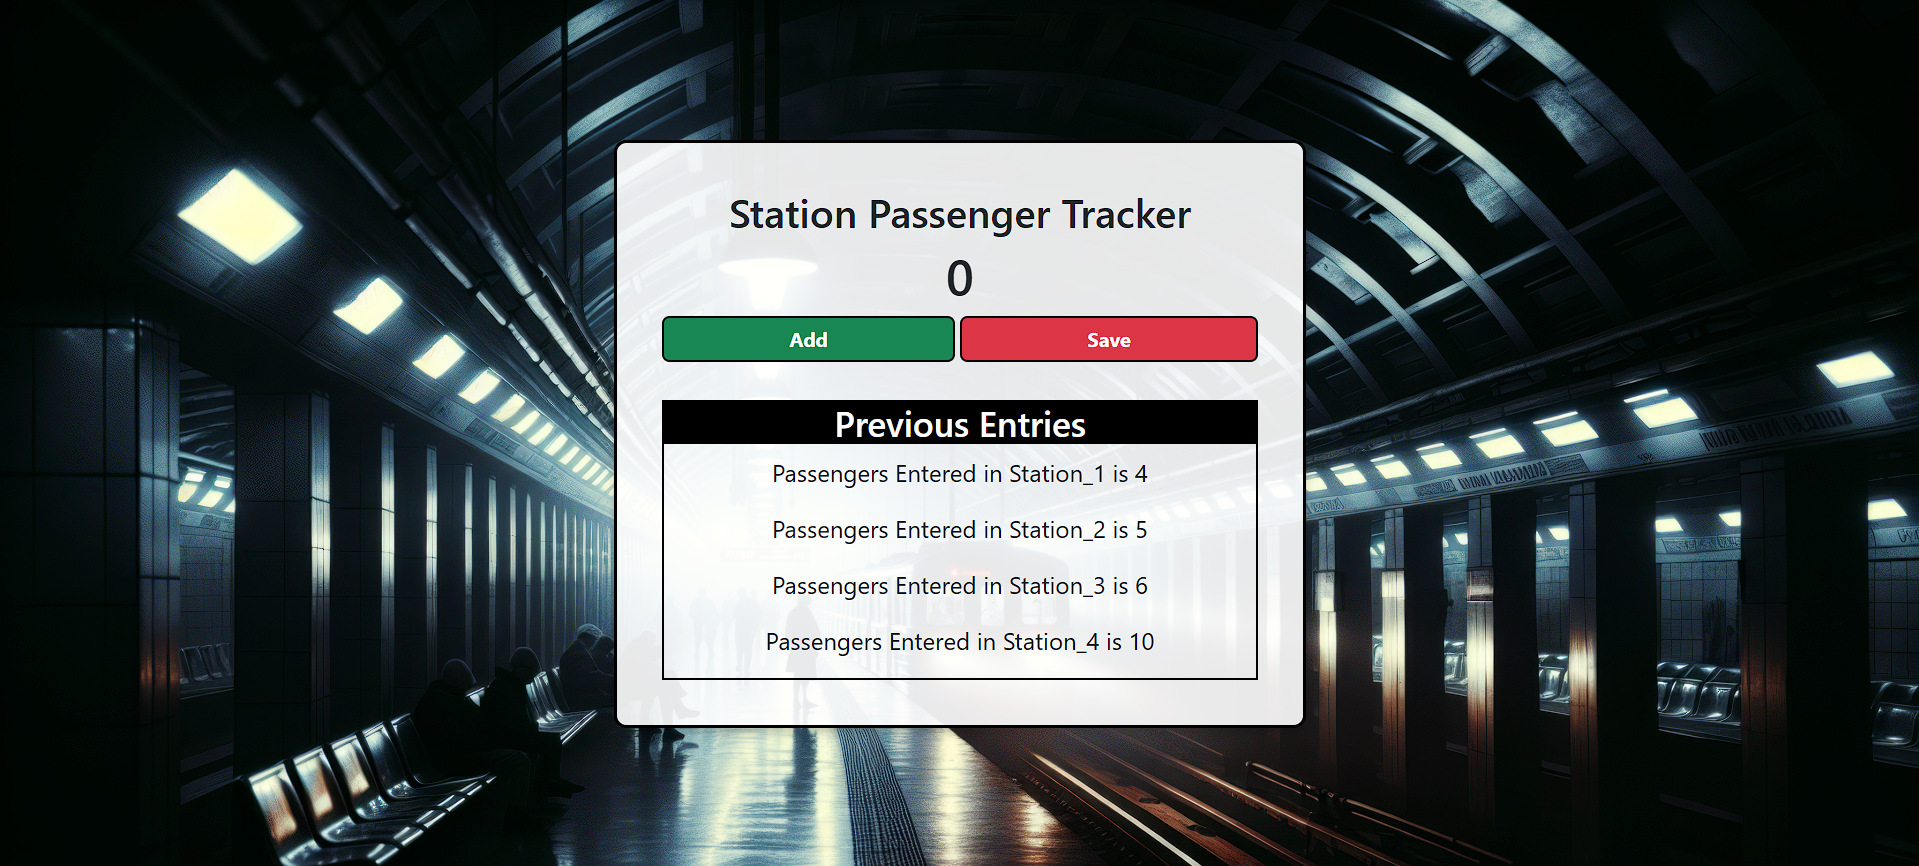 Station Passenger Tracker
0
Add Save
Previous Entries
Passengers Entered in Station_1 is 4
Passengers Entered in Station_2 is 5
Passengers Entered in Station_3 is 6
Passengers Entered in Station_4 is 10